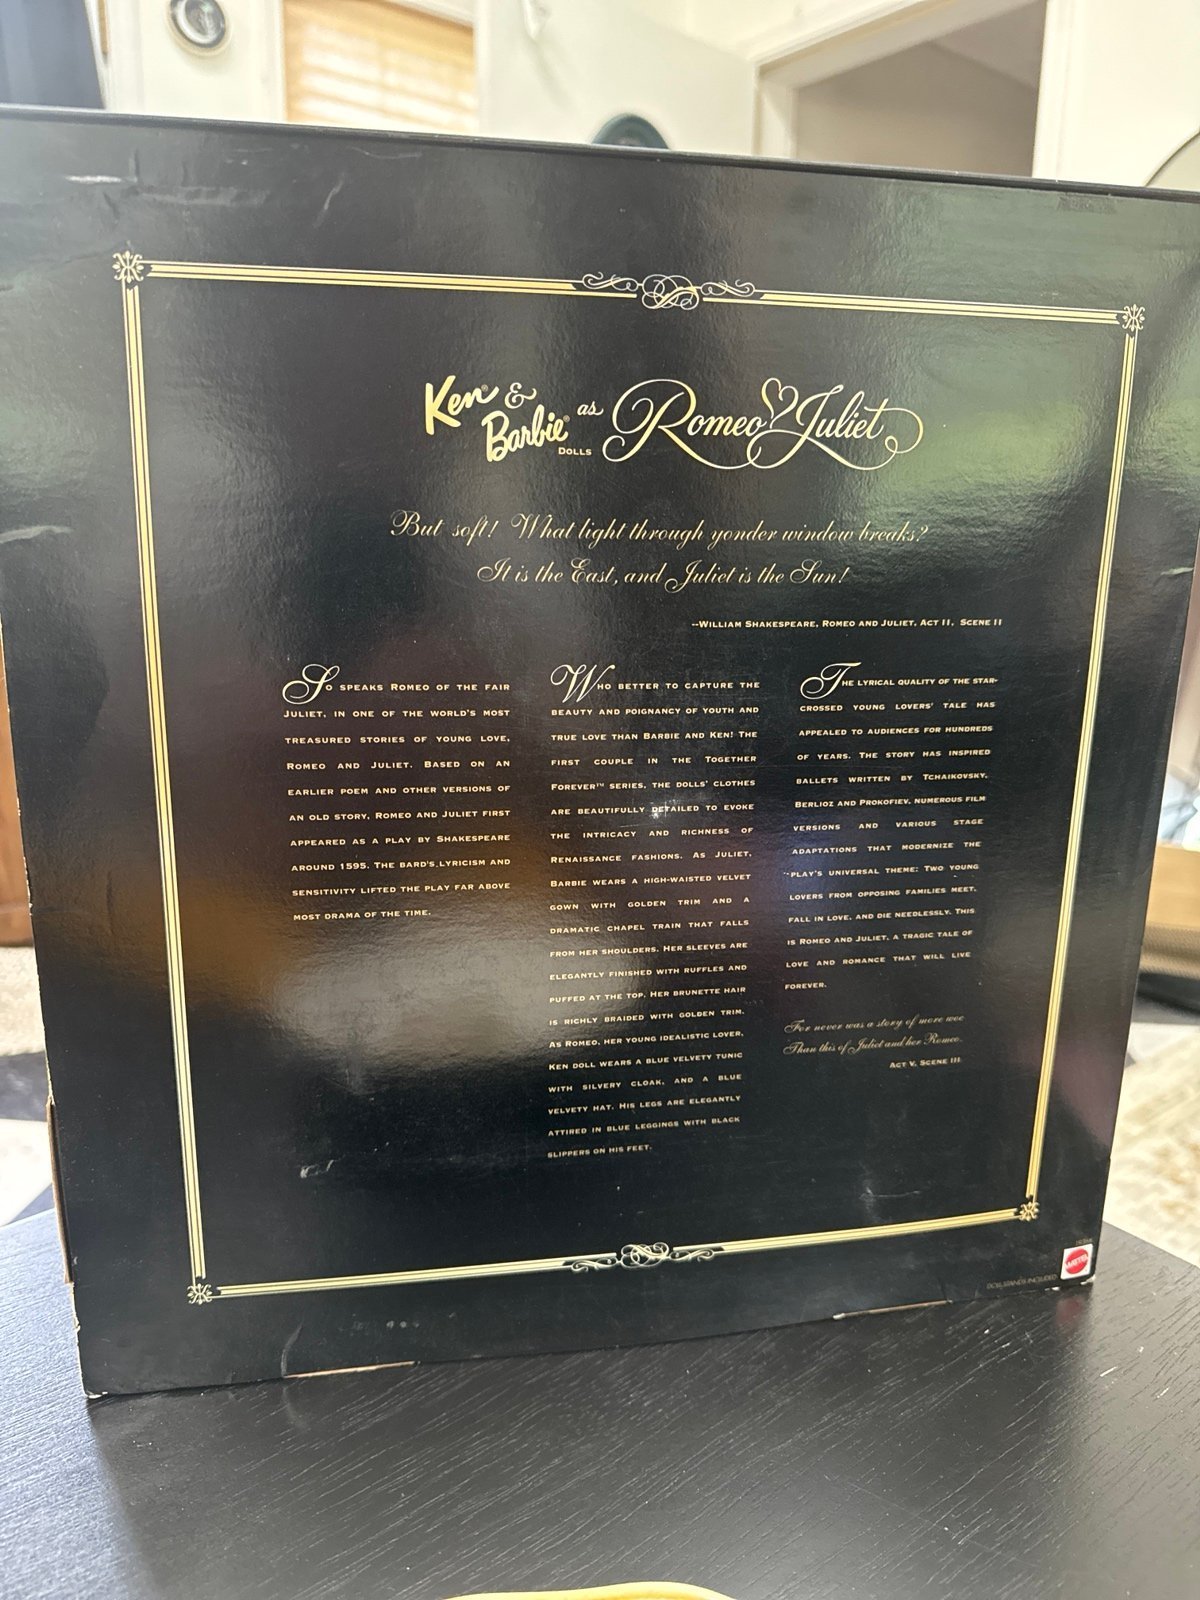 Ken® &
Barbie® as Romeo & Juliet
DOLLS
But soft! What light through yonder window breaks?
It is the East, and Juliet is the Sun!
--WILLIAM SHAKESPEARE, ROMEO AND JULIET, ACT II, SCENE II
SO SPEAKS ROMEO OF THE FAIR
JULIET, IN ONE OF THE WORLD'S MOST
TREASURED STORIES OF YOUNG LOVE,
ROMEO AND JULIET. BASED ON AN
EARLIER POEM AND OTHER VERSIONS OF
AN OLD STORY, ROMEO AND JULIET FIRST
APPEARED AS A PLAY BY SHAKESPEARE
AROUND 1595. THE BARD'S LYRICISM AND
SENSITIVITY LIFTED THE PLAY FAR ABOVE
MOST DRAMA OF THE TIME.
WHO BETTER TO CAPTURE THE
BEAUTY AND POIGNANCY OF YOUTH AND
TRUE LOVE THAN BARBIE AND KEN! THE
FIRST COUPLE IN THE TOGETHER
FOREVER™ SERIES, THE DOLLS' CLOTHES
ARE BEAUTIFULLY DETAILED TO EVOKE
THE INTRICACY AND RICHNESS OF
RENAISSANCE FASHIONS. AS JULIET,
BARBIE WEARS A HIGH-WAISTED VELVET
GOWN WITH GOLDEN TRIM AND A
DRAMATIC CHAPEL TRAIN THAT FALLS
FROM HER SHOULDERS. HER SLEEVES ARE
ELEGANTLY FINISHED WITH RUFFLES AND
PUFFED AT THE TOP. HER BRUNETTE HAIR
IS RICHLY BRAIDED WITH GOLDEN TRIM.
AS ROMEO, HER YOUNG IDEALISTIC LOVER,
KEN DOLL WEARS A BLUE VELVETY TUNIC
WITH SILVERY CLOAK, AND A BLUE
VELVETY HAT. HIS LEGS ARE ELEGANTLY
ATTIRED IN BLUE LEGGINGS WITH BLACK
SLIPPERS ON HIS FEET.
THE LYRICAL QUALITY OF THE STAR-
CROSSED YOUNG LOVERS' TALE HAS
APPEALED TO AUDIENCES FOR HUNDREDS
OF YEARS. THE STORY HAS INSPIRED
BALLETS WRITTEN BY TCHAIKOVSKY,
BERLIOZ AND PROKOFIEV, NUMEROUS FILM
VERSIONS AND VARIOUS STAGE
ADAPTATIONS THAT MODERNIZE THE
PLAY'S UNIVERSAL THEME: TWO YOUNG
LOVERS FROM OPPOSING FAMILIES MEET,
FALL IN LOVE, AND DIE NEEDLESSLY. THIS
IS ROMEO AND JULIET, A TRAGIC TALE OF
LOVE AND ROMANCE THAT WILL LIVE
FOREVER.
For never was a story of more woe
Than this of Juliet and her Romeo.
ACT V, SCENE III
DOLL STANDS INCLUDED
MATTEL